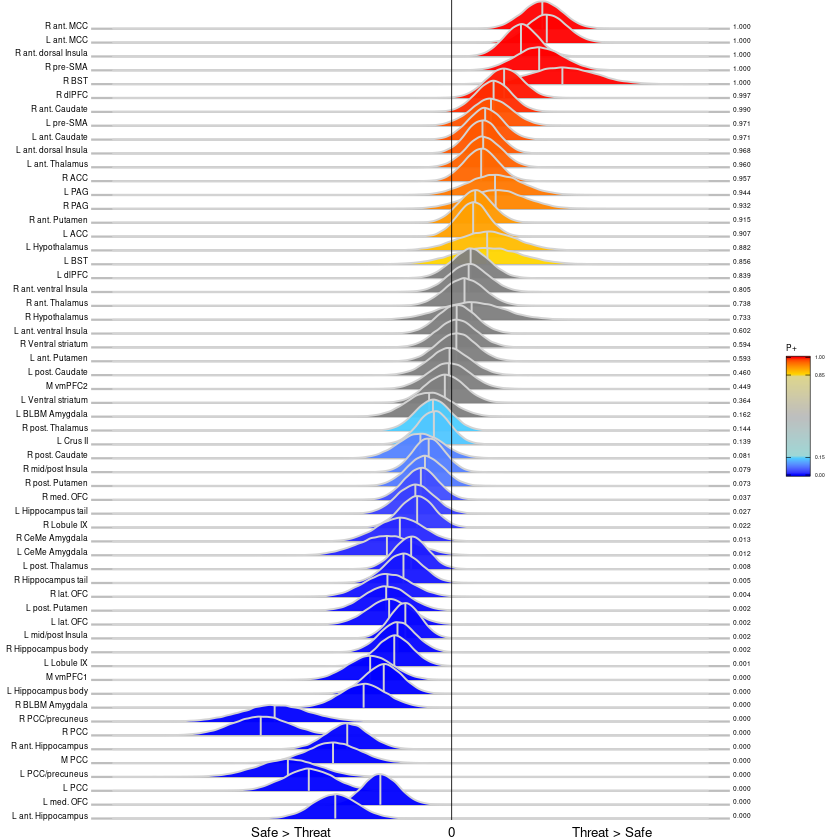 R ant. MCC 1.000
L ant. MCC 1.000
R ant. dorsal Insula 1.000
R pre-SMA 1.000
R BST 1.000
R dlPFC 0.997
R ant. Caudate 0.990
L pre-SMA 0.971
L ant. Caudate 0.971
L ant. dorsal Insula 0.968
L ant. Thalamus 0.960
R ACC 0.957
L PAG 0.944
R PAG 0.932
R ant. Putamen 0.915
L ACC 0.907
L Hypothalamus 0.882
L BST 0.856
L dlPFC 0.839
R ant. ventral Insula 0.805
R ant. Thalamus 0.738
R Hypothalamus 0.733
L ant. ventral Insula 0.602
R Ventral striatum 0.594
L ant. Putamen 0.593
L post. Caudate 0.460
M vmPFC2 0.449
L Ventral striatum 0.364
L BLBM Amygdala 0.162
R post. Thalamus 0.144
L Crus II 0.139
R post. Caudate 0.081
R mid/post Insula 0.079
R post. Putamen 0.073
R med. OFC 0.037
L Hippocampus tail 0.027
R Lobule IX 0.022
R CeMe Amygdala 0.013
L CeMe Amygdala 0.012
L post. Thalamus 0.008
R Hippocampus tail 0.005
R lat. OFC 0.004
L post. Putamen 0.002
L lat. OFC 0.002
L mid/post Insula 0.002
R Hippocampus body 0.002
L Lobule IX 0.001
M vmPFC1 0.000
L Hippocampus body 0.000
R BLBM Amygdala 0.000
R PCC/precuneus 0.000
R PCC 0.000
R ant. Hippocampus 0.000
M PCC 0.000
L PCC/precuneus 0.000
L PCC 0.000
L med. OFC 0.000
L ant. Hippocampus 0.000
Safe > Threat 0 Threat > Safe
P+
1.00
0.85
0.15
0.00